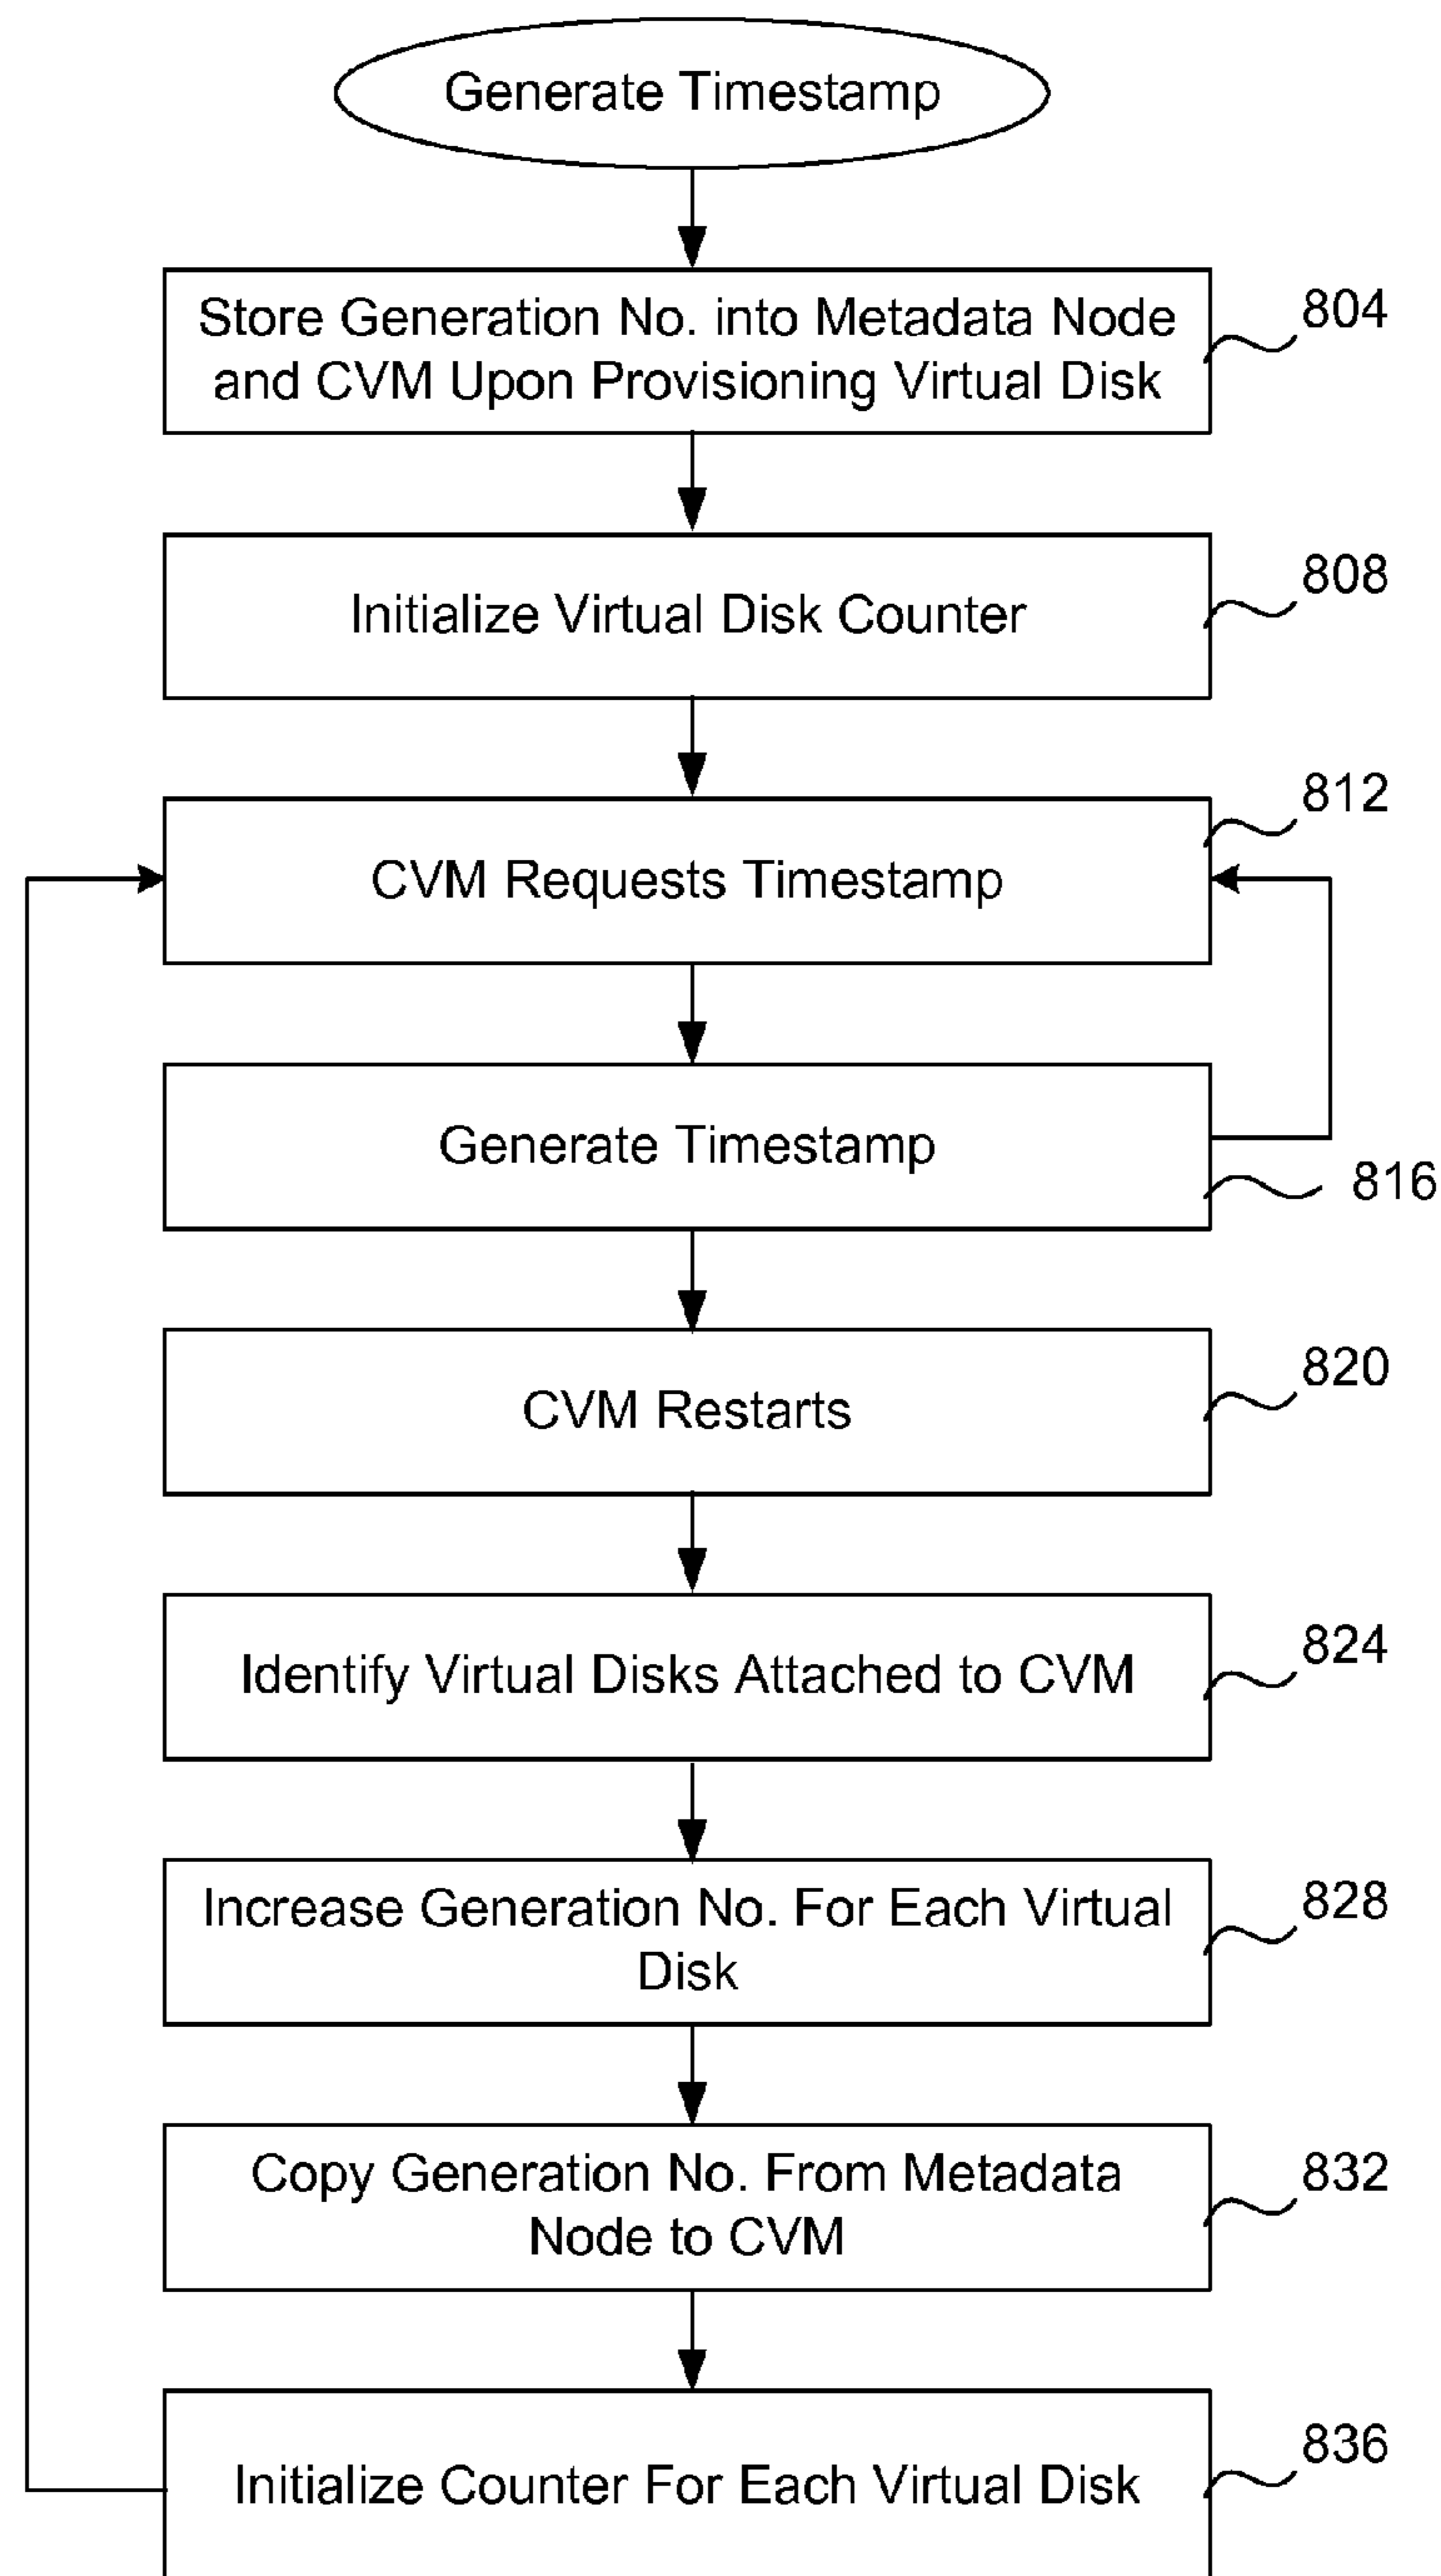 Generate Timestamp
Store Generation No. into Metadata Node
and CVM Upon Provisioning Virtual Disk
804
Initialize Virtual Disk Counter
808
812
CVM Requests Timestamp
Generate Timestamp
816
CVM Restarts
820
Identify Virtual Disks Attached to CVM
824
Increase Generation No. For Each Virtual
Disk
828
Copy Generation No. From Metadata
Node to CVM
832
Initialize Counter For Each Virtual Disk
836